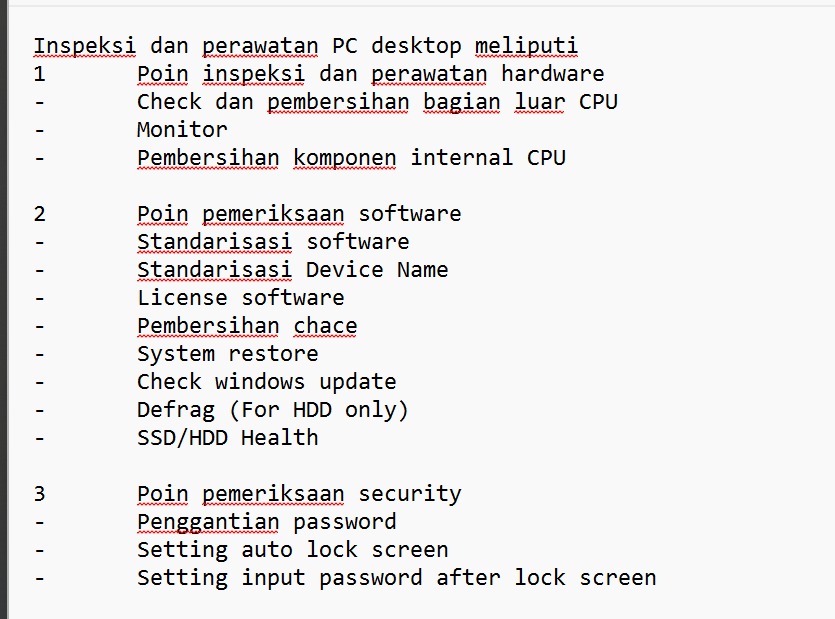 Inspeksi dan perawatan PC desktop meliputi
1 Poin inspeksi dan perawatan hardware
- Check dan pembersihan bagian luar CPU
- Monitor
- Pembersihan komponen internal CPU
2 Poin pemeriksaan software
- Standarisasi software
- Standarisasi Device Name
- License software
- Pembersihan chace
- System restore
- Check windows update
- Defrag (For HDD only)
- SSD/HDD Health
3 Poin pemeriksaan security
- Penggantian password
- Setting auto lock screen
- Setting input password after lock screen